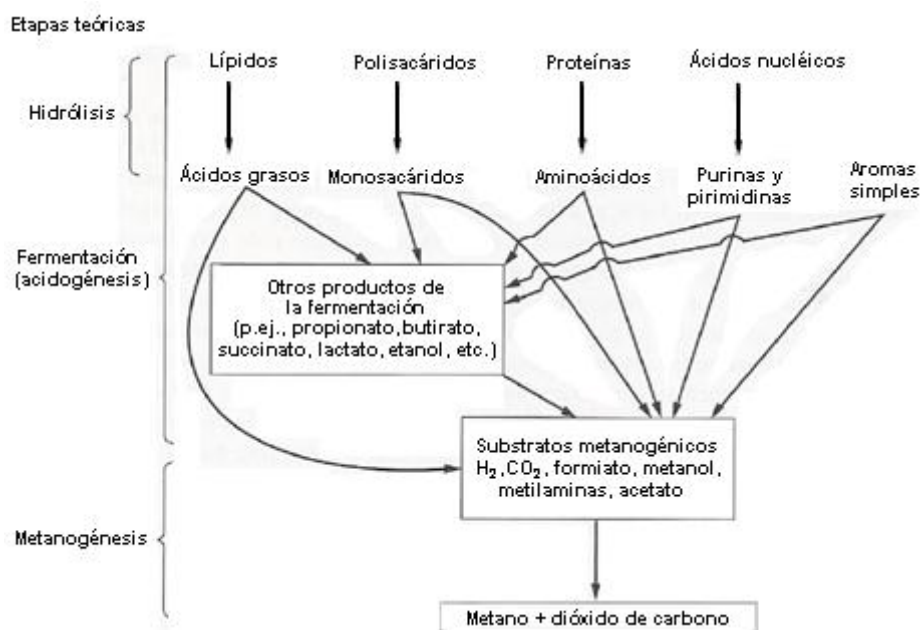 Etapas teóricas
Lípidos
Polisacáridos
Proteínas
Ácidos nucléicos
Hidrólisis
Ácidos grasos
Monosacáridos
Aminoácidos
Purinas y
pirimidinas
Aromas
simples
Fermentación
(acidogénesis)
Otros productos de
la fermentación
(p.ej., propionato,butirato,
succinato, lactato, etanol, etc.)
Substratos metanogénicos
H₂,CO₂, formiato, metanol,
metilaminas, acetato
Metanogénesis
Metano + dióxido de carbono